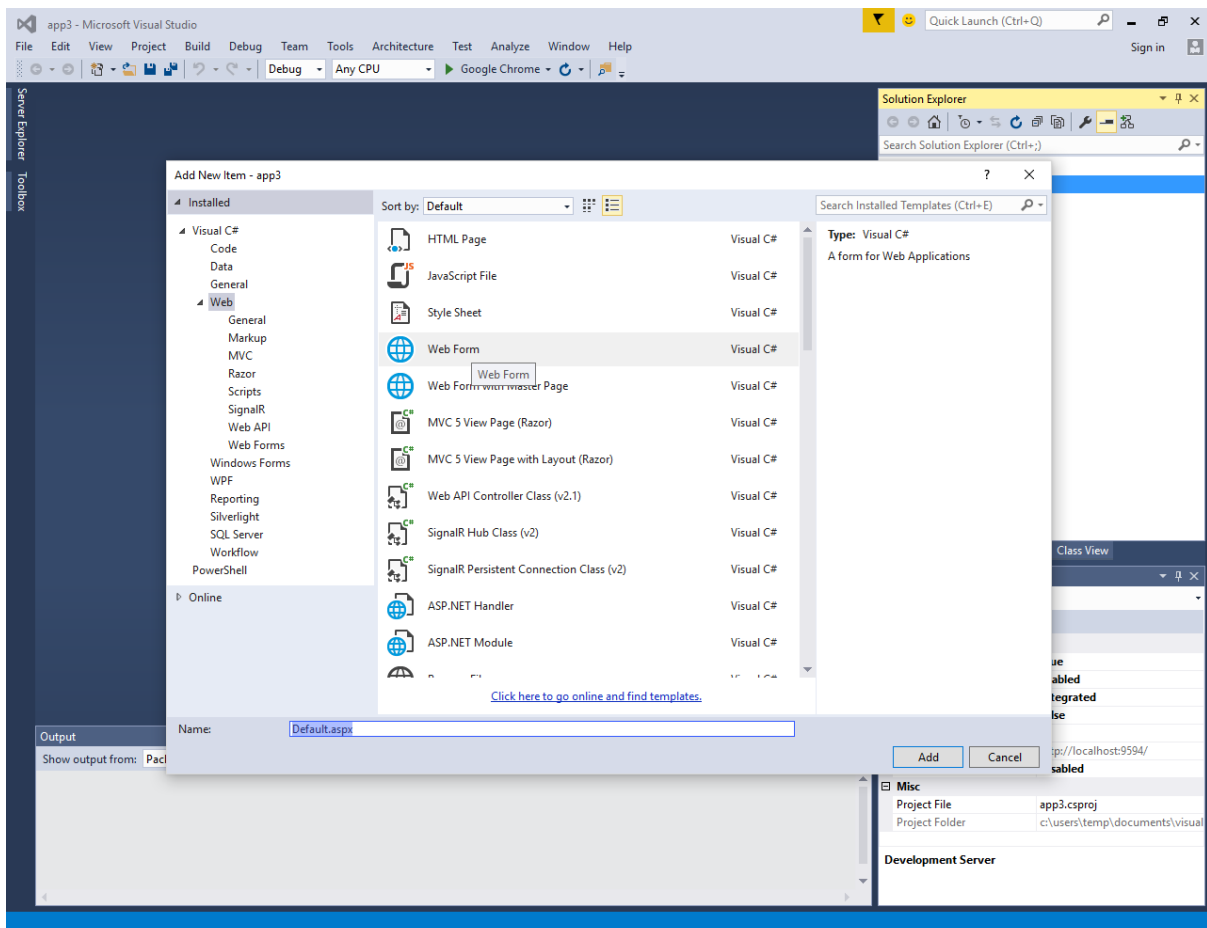 app3 - Microsoft Visual Studio
Quick Launch (Ctrl+Q)
File Edit View Project Build Debug Team Tools Architecture Test Analyze Window Help
Sign in
Debug Any CPU Google Chrome
Server Explorer
Toolbox
Solution Explorer
Search Solution Explorer (Ctrl+;)
Add New Item - app3
Installed
Sort by: Default
Search Installed Templates (Ctrl+E)
Visual C#
Code
Data
General
Web
General
Markup
MVC
Razor
Scripts
SignalR
Web API
Web Forms
Windows Forms
WPF
Reporting
Silverlight
SQL Server
Workflow
PowerShell
Online
HTML Page Visual C#
JavaScript File Visual C#
Style Sheet Visual C#
Web Form Visual C#
Web Form
Web Form with Master Page Visual C#
MVC 5 View Page (Razor) Visual C#
MVC 5 View Page with Layout (Razor) Visual C#
Web API Controller Class (v2.1) Visual C#
SignalR Hub Class (v2) Visual C#
SignalR Persistent Connection Class (v2) Visual C#
ASP.NET Handler Visual C#
ASP.NET Module Visual C#
Click here to go online and find templates.
Type: Visual C#
A form for Web Applications
Name: Default.aspx
Add Cancel
Class View
ue
abled
tegrated
lse
tp://localhost:9594/
sabled
Misc
Project File app3.csproj
Project Folder c:\users\temp\documents\visual
Development Server
Output
Show output from: Pacl